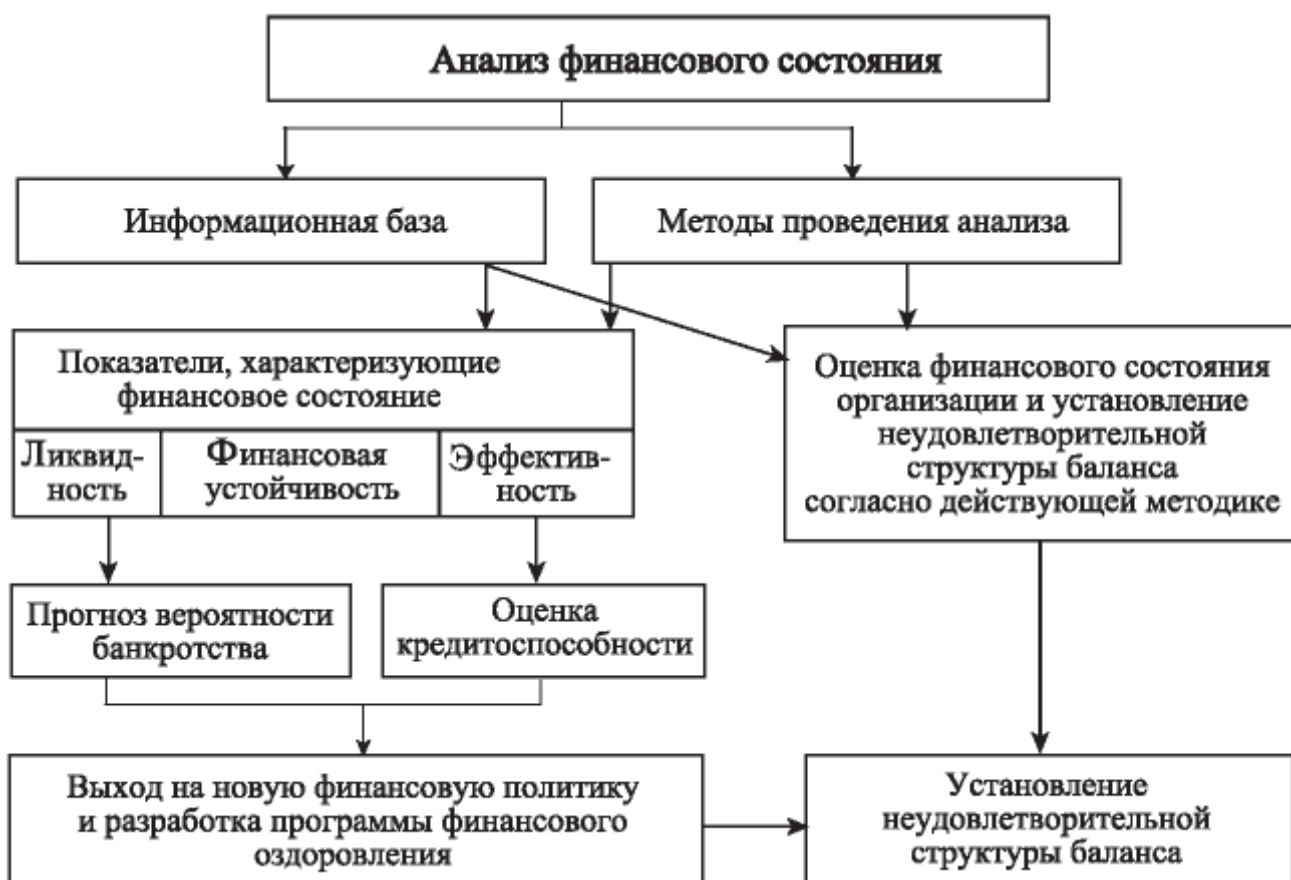 Анализ финансового состояния
Информационная база
Методы проведения анализа
Показатели, характеризующие
финансовое состояние
Ликвид-
ность
Финансовая
устойчивость
Эффектив-
ность
Оценка финансового состояния
организации и установление
неудовлетворительной
структуры баланса
согласно действующей методике
Прогноз вероятности
банкротства
Оценка
кредитоспособности
Выход на новую финансовую политику
и разработка программы финансового
оздоровления
Установление
неудовлетворительной
структуры баланса